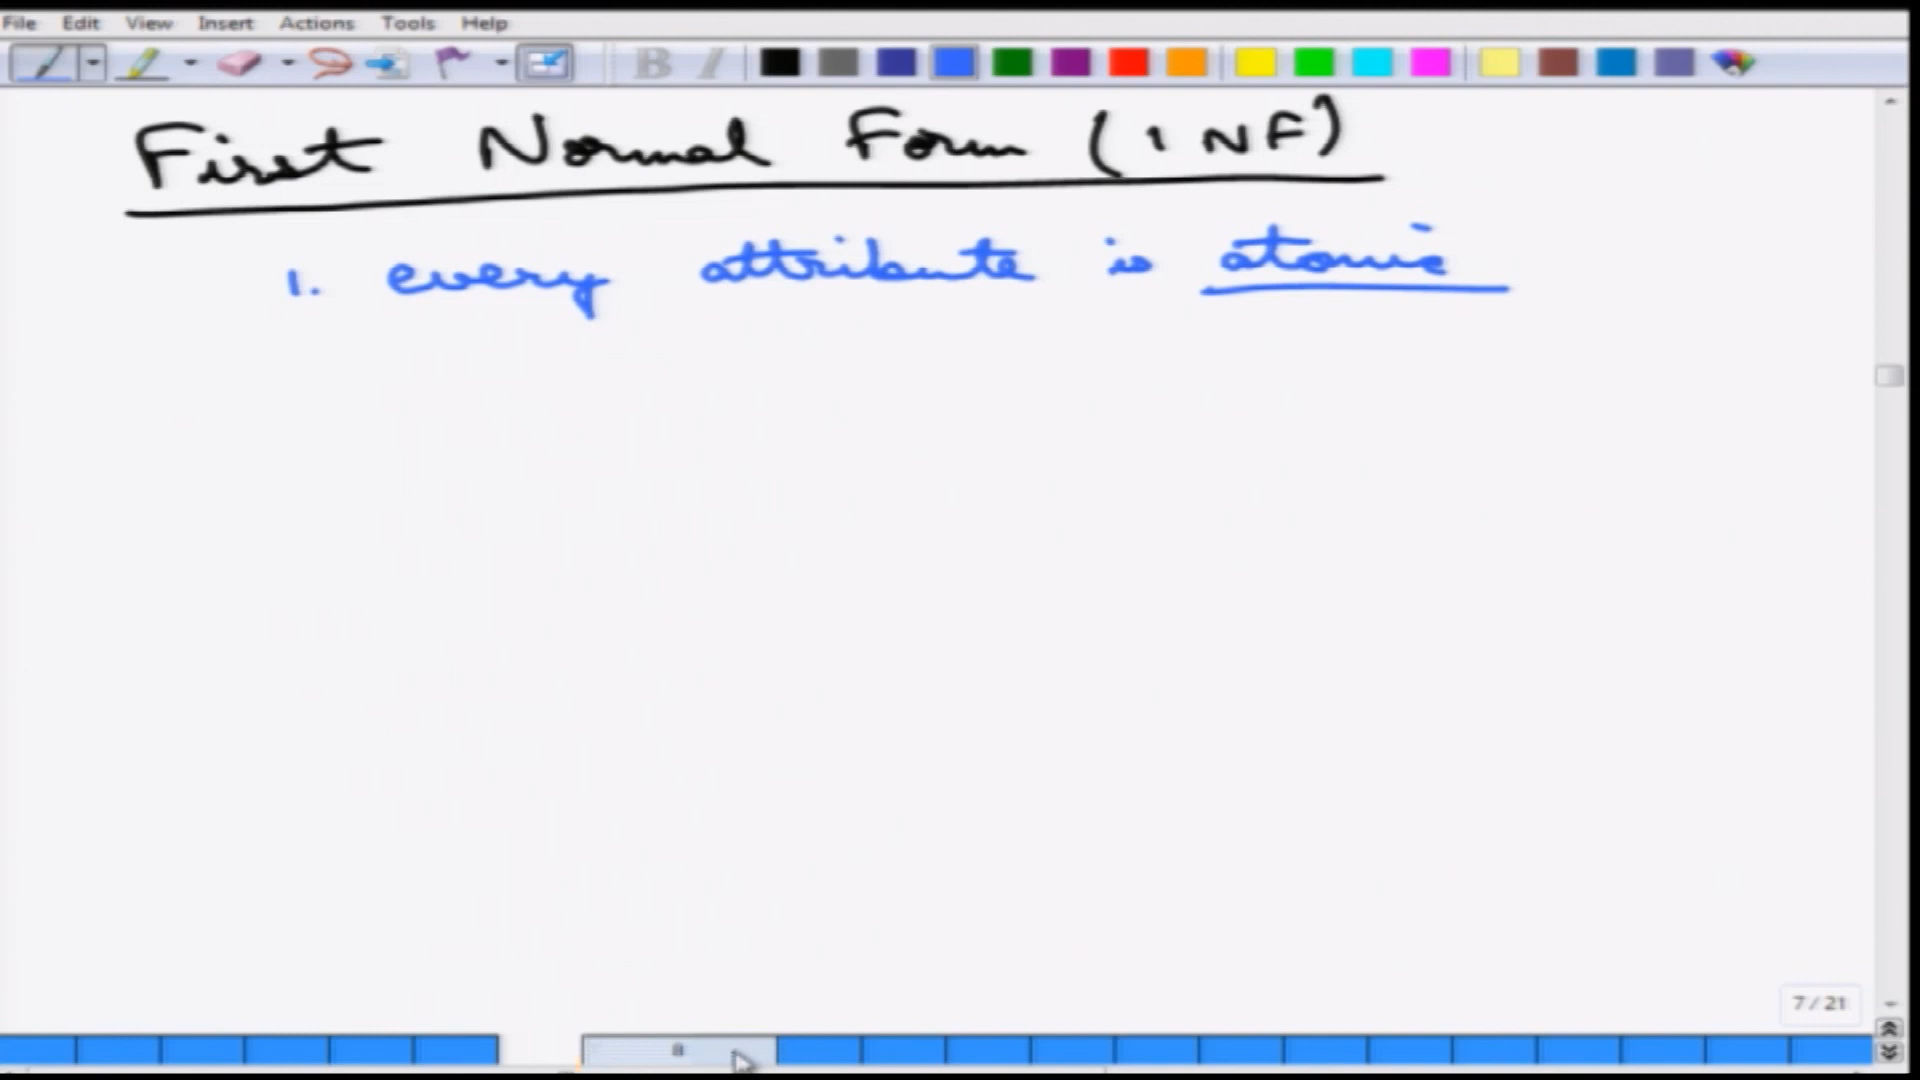 File Edit View Insert Actions Tools Help
B I
First Normal Form (1NF)
1. every attribute is atomic
7 / 21
8